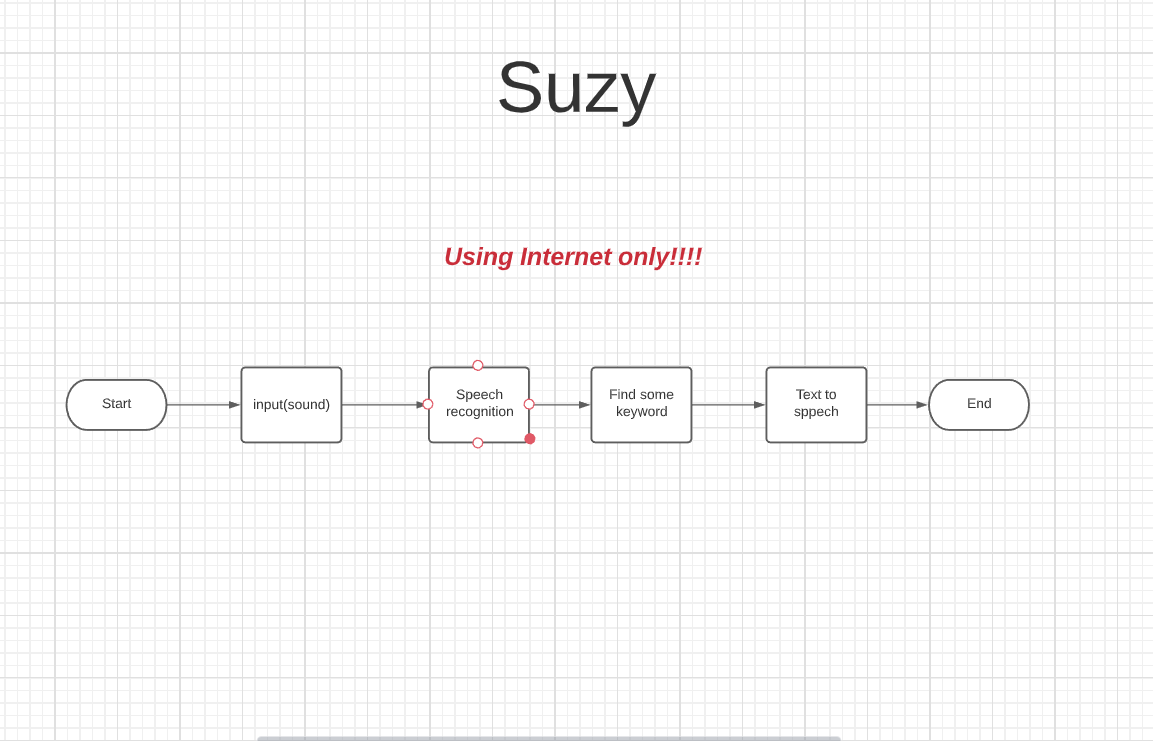 Suzy
Using Internet only!!!!
Start
input(sound)
Speech
recognition
Find some
keyword
Text to
sppech
End